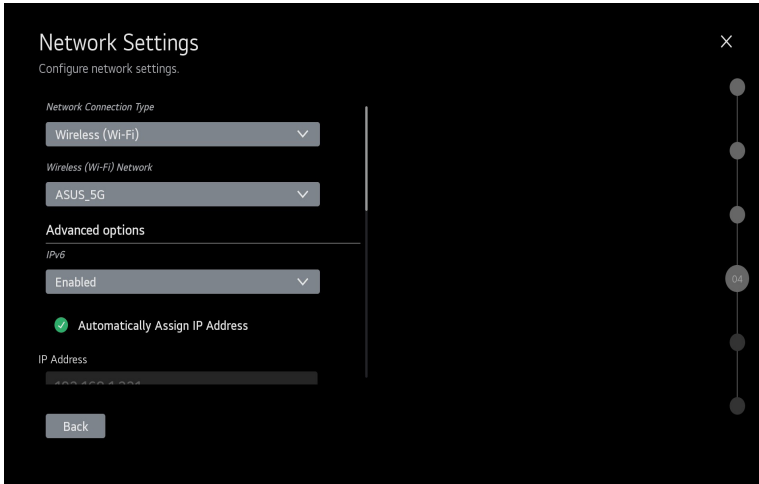 Network Settings
Configure network settings.
Network Connection Type
Wireless (Wi-Fi)
Wireless (Wi-Fi) Network
ASUS_5G
Advanced options
IPv6
Enabled
Automatically Assign IP Address
IP Address
04
Back